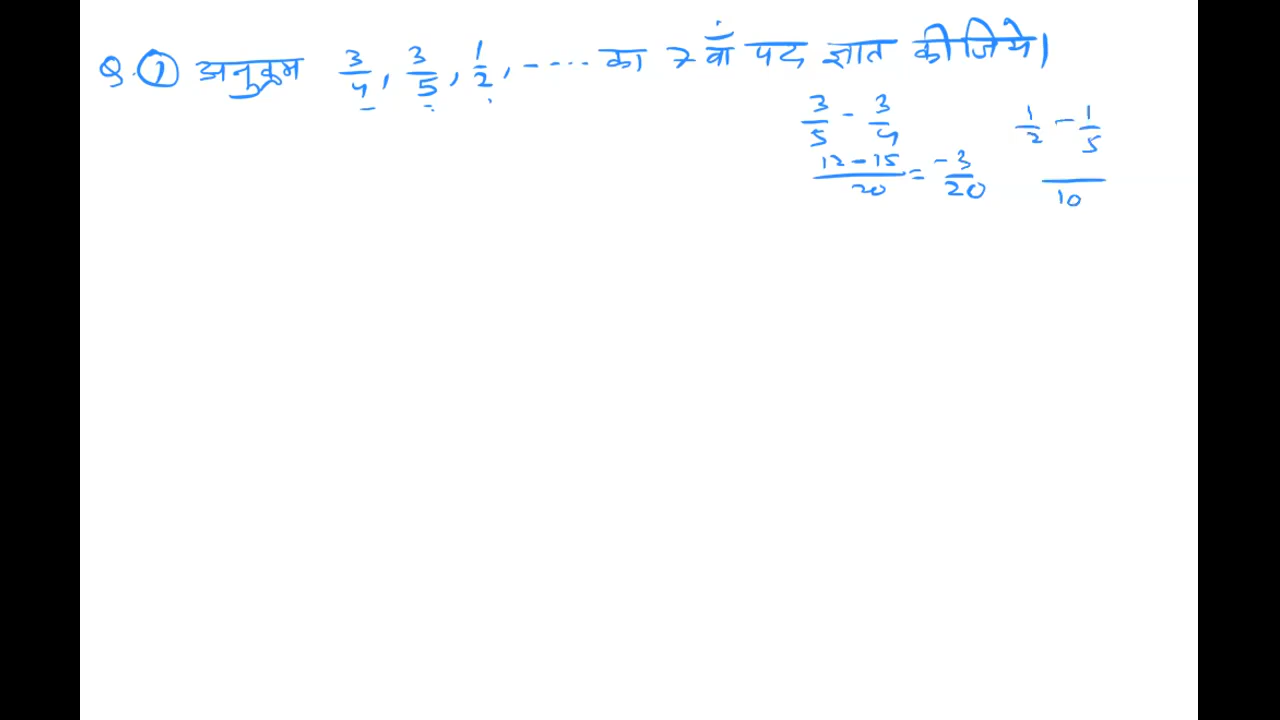 Q. ① अनुक्रम 3/4, 3/5, 1/2, ---... का 7 वाँ पद ज्ञात कीजिये।
3/5 - 3/4
1/2 - 1/5
12-15/20 = -3/20
/10